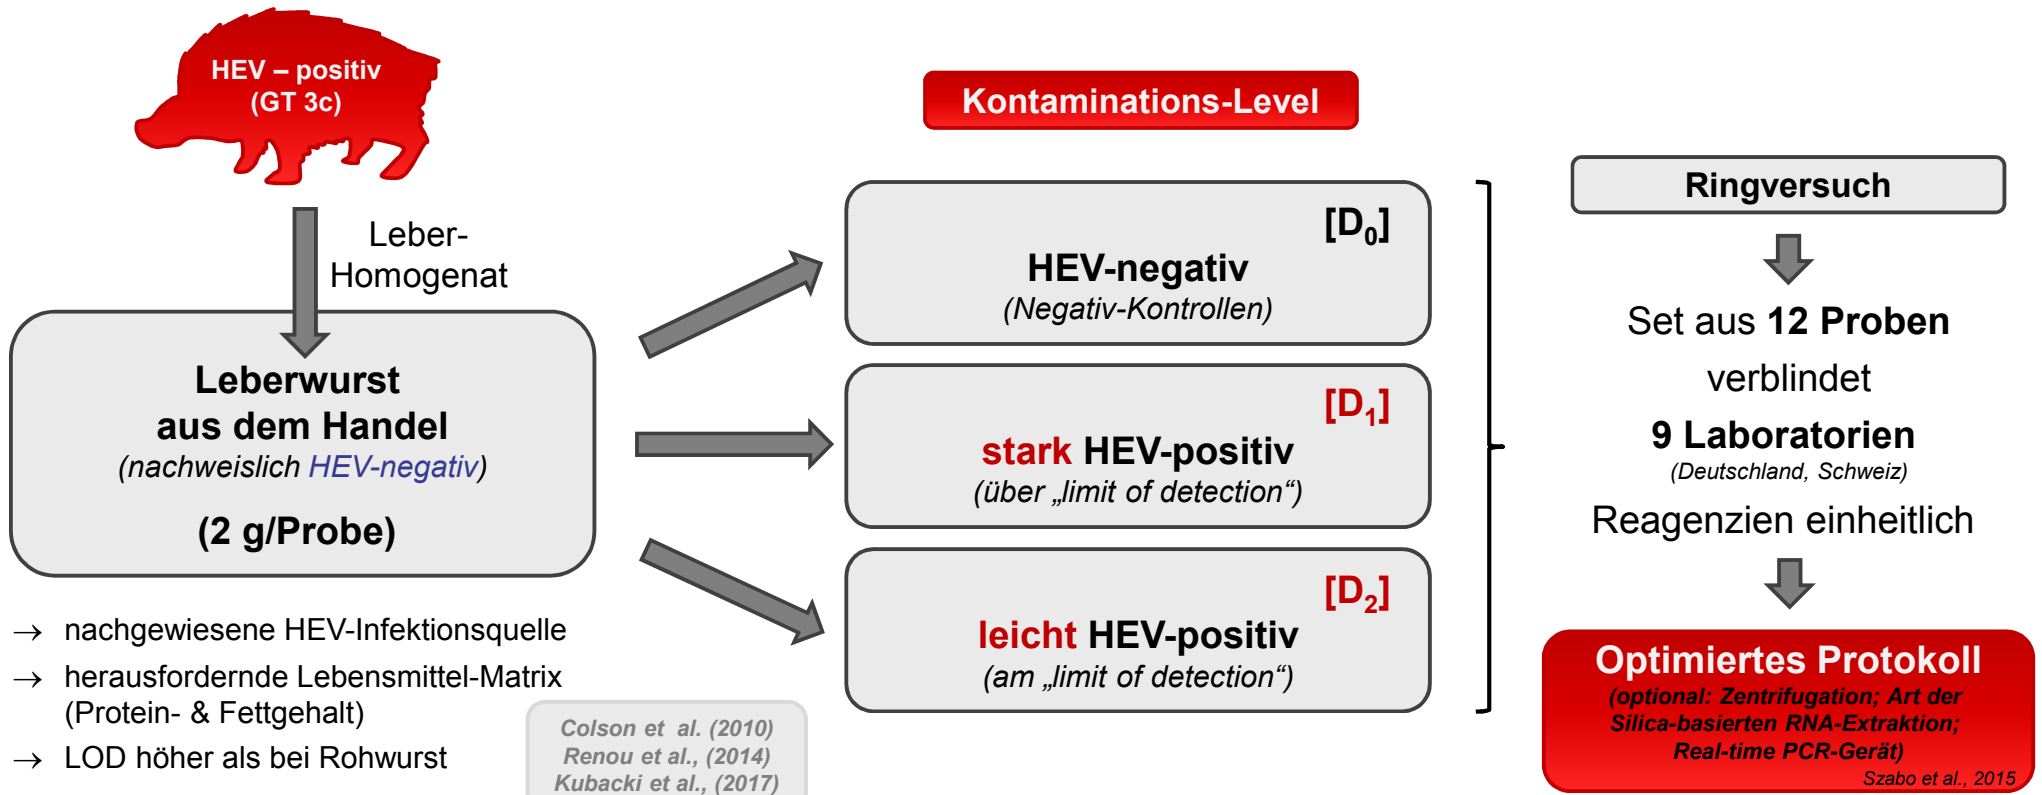 HEV – positiv
(GT 3c)
Leber-
Homogenat
Leberwurst
aus dem Handel
(nachweislich HEV-negativ)
(2 g/Probe)
→ nachgewiesene HEV-Infektionsquelle
→ herausfordernde Lebensmittel-Matrix
(Protein- & Fettgehalt)
→ LOD höher als bei Rohwurst
Colson et al. (2010)
Renou et al., (2014)
Kubacki et al., (2017)
Kontaminations-Level
[D₀]
HEV-negativ
(Negativ-Kontrollen)
[D₁]
stark HEV-positiv
(über „limit of detection“)
[D₂]
leicht HEV-positiv
(am „limit of detection“)
Ringversuch
Set aus 12 Proben
verblindet
9 Laboratorien
(Deutschland, Schweiz)
Reagenzien einheitlich
Optimiertes Protokoll
(optional: Zentrifugation; Art der
Silica-basierten RNA-Extraktion;
Real-time PCR-Gerät)
Szabo et al., 2015